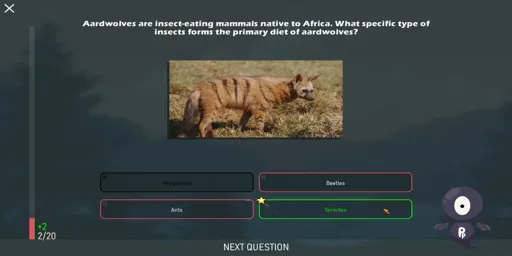 Aardwolves are insect-eating mammals native to Africa. What specific type of
insects forms the primary diet of aardwolves?
Beetles
Ants
Termites
+2
2/20
NEXT QUESTION